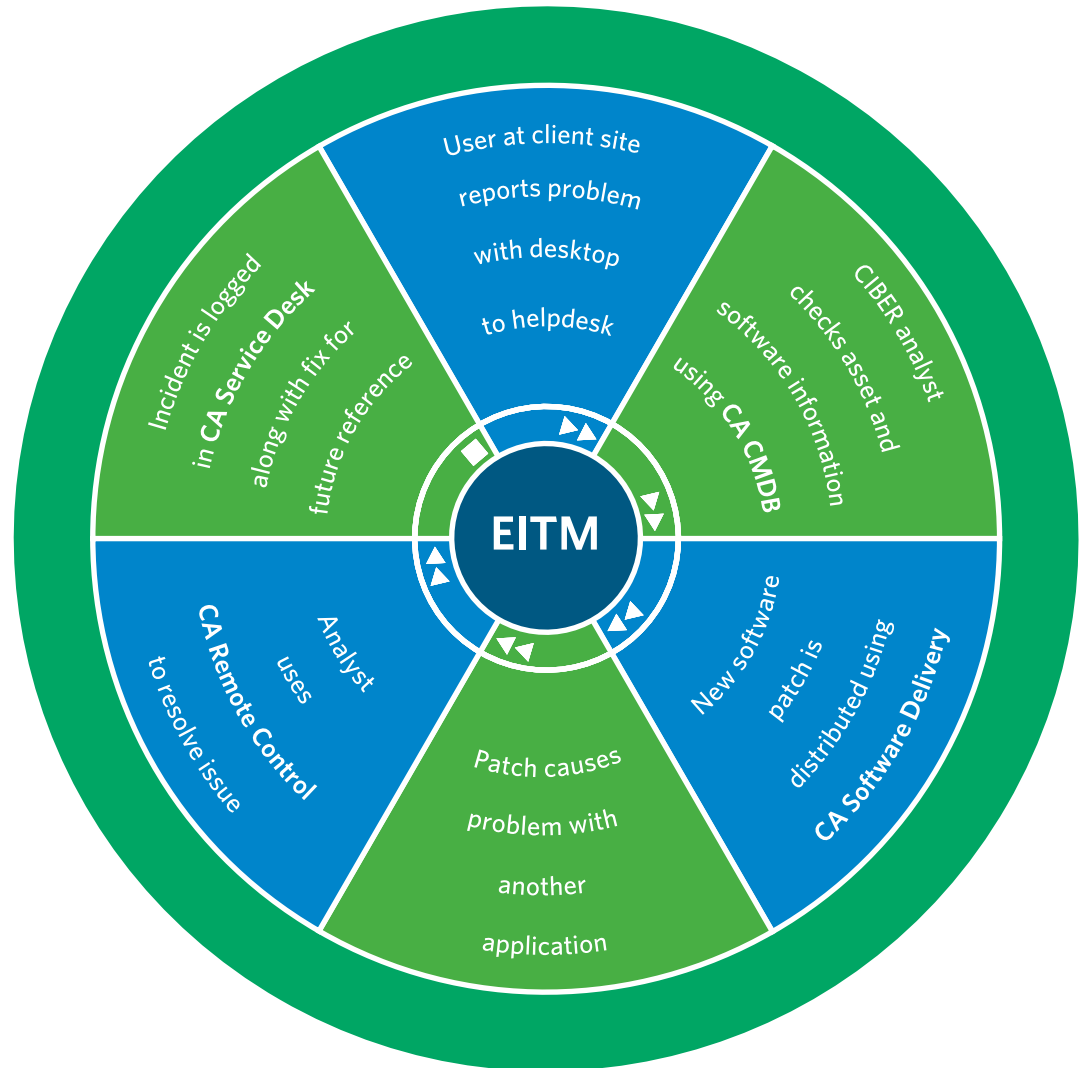 User at client site
reports problem
with desktop
to helpdesk
CIBER analyst
checks asset and
software information
using CA CMDB
New software
patch is
distributed using
CA Software Delivery
Patch causes
problem with
another
application
Analyst
uses
CA Remote Control
to resolve issue
Incident is logged
in CA Service Desk
along with fix for
future reference
EITM